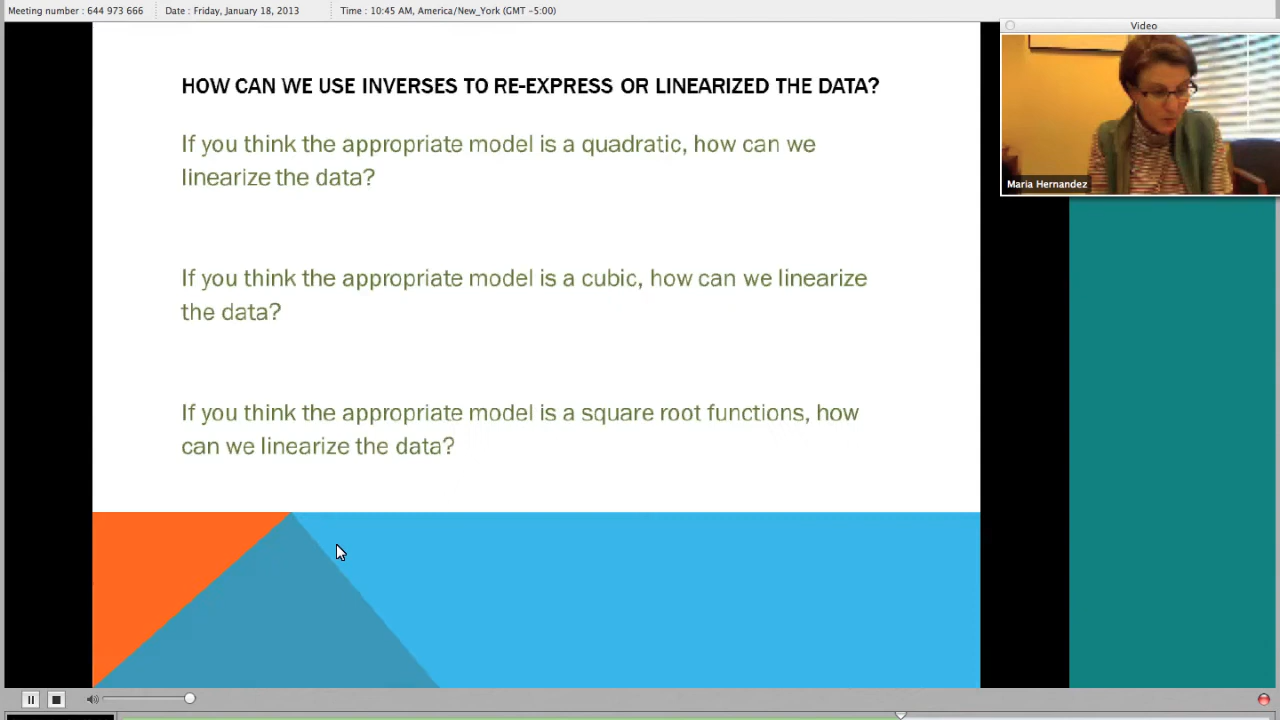 Meeting number : 644 973 666 Date : Friday, January 18, 2013 Time : 10:45 AM, America/New_York (GMT -5:00)
Video
HOW CAN WE USE INVERSES TO RE-EXPRESS OR LINEARIZED THE DATA?
If you think the appropriate model is a quadratic, how can we
linearize the data?
Maria Hernandez
If you think the appropriate model is a cubic, how can we linearize
the data?
If you think the appropriate model is a square root functions, how
can we linearize the data?